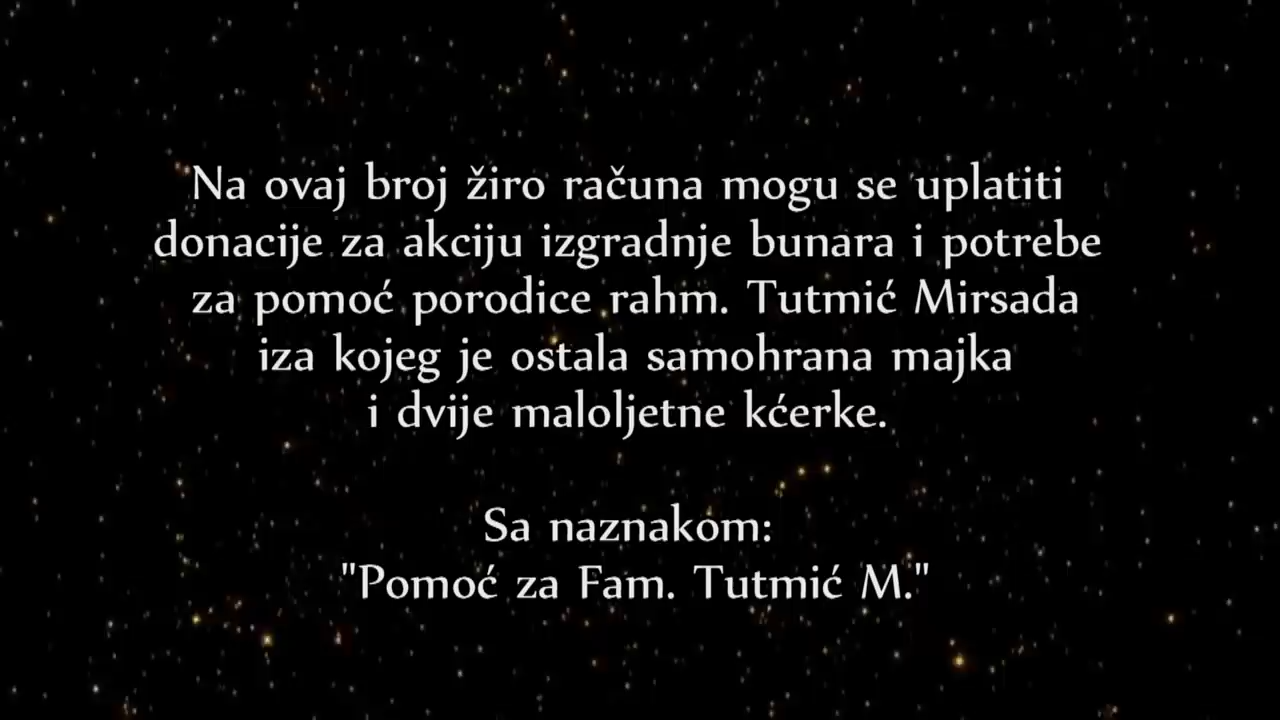 Na ovaj broj žiro računa mogu se uplatiti
donacije za akciju izgradnje bunara i potrebe
za pomoć porodice rahm. Tutmić Mirsada
iza kojeg je ostala samohrana majka
i dvije maloljetne kćerke.
Sa naznakom:
"Pomoć za Fam. Tutmić M."